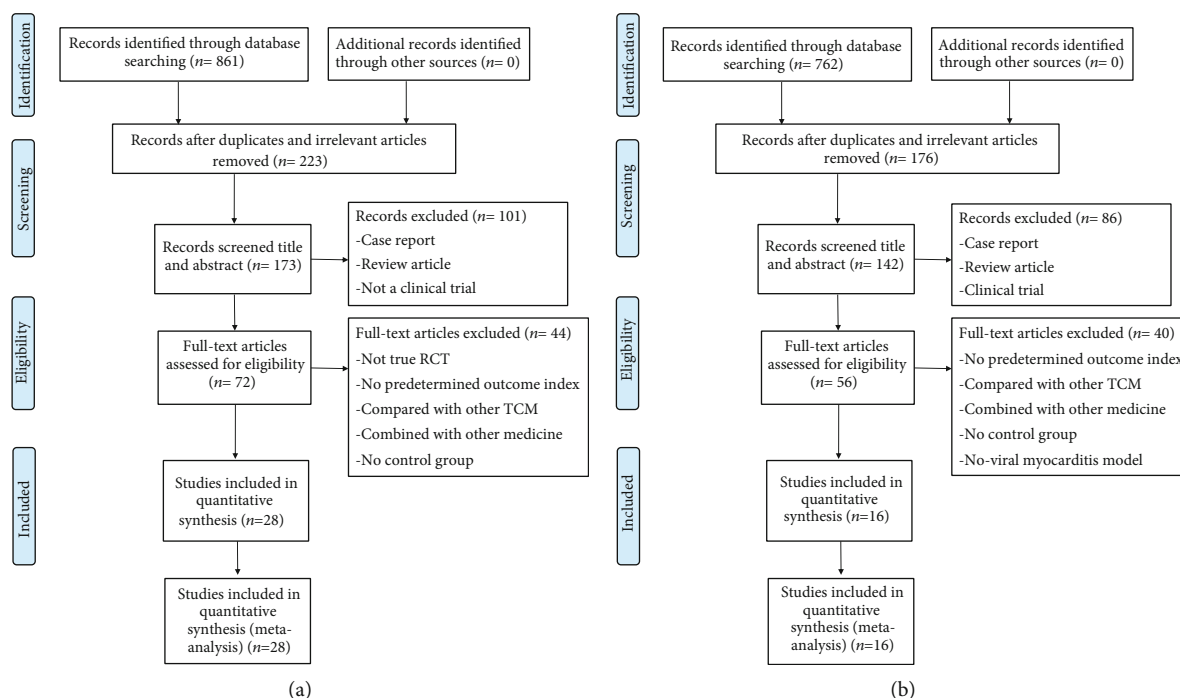 Identification
Records identified through database
searching (n= 861)
Additional records identified
through other sources (n= 0)
Screening
Records after duplicates and irrelevant articles
removed (n= 223)
Records screened title
and abstract (n= 173)
Records excluded (n= 101)
-Case report
-Review article
-Not a clinical trial
Eligibility
Full-text articles
assessed for eligibility
(n= 72)
Full-text articles excluded (n= 44)
-Not true RCT
-No predetermined outcome index
-Compared with other TCM
-Combined with other medicine
-No control group
Included
Studies included in
quantitative
synthesis (n=28)
Studies included in
quantitative
synthesis (meta-
analysis) (n=28)
(a)
Identification
Records identified through database
searching (n= 762)
Additional records identified
through other sources (n= 0)
Screening
Records after duplicates and irrelevant articles
removed (n= 176)
Records screened title
and abstract (n= 142)
Records excluded (n= 86)
-Case report
-Review article
-Clinical trial
Eligibility
Full-text articles
assessed for eligibility
(n= 56)
Full-text articles excluded (n= 40)
-No predetermined outcome index
-Compared with other TCM
-Combined with other medicine
-No control group
-No-viral myocarditis model
Included
Studies included in
quantitative
synthesis (n=16)
Studies included in
quantitative
synthesis (meta-
analysis) (n=16)
(b)